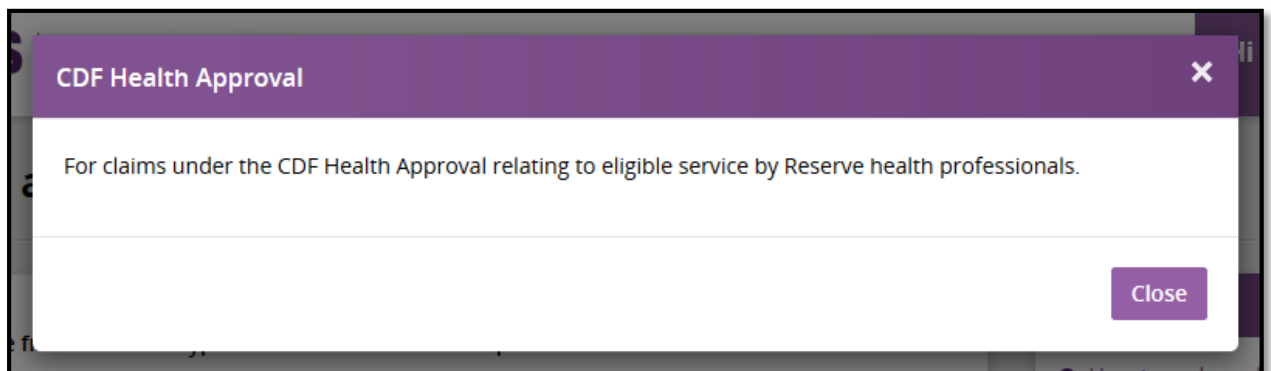 Hi
CDF Health Approval
For claims under the CDF Health Approval relating to eligible service by Reserve health professionals.
Close